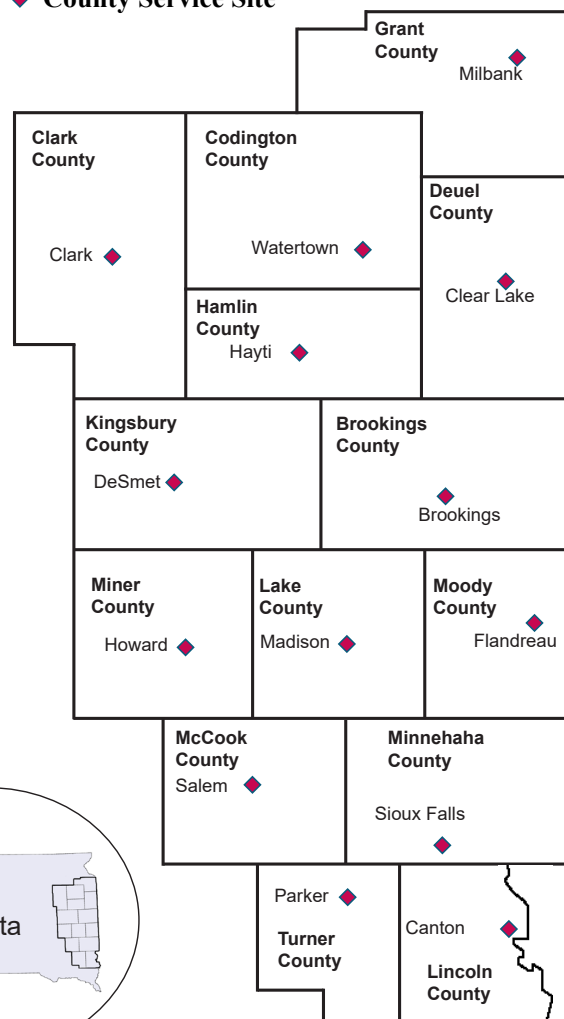 County Service Site
Grant
County
Milbank
Clark
County
Codington
County
Deuel
County
Clark
Watertown
Clear Lake
Hamlin
County
Hayti
Kingsbury
County
Brookings
County
DeSmet
Brookings
Miner
County
Lake
County
Moody
County
Howard
Madison
Flandreau
McCook
County
Minnehaha
County
Salem
Sioux Falls
Parker
Canton
Turner
County
Lincoln
County
ta